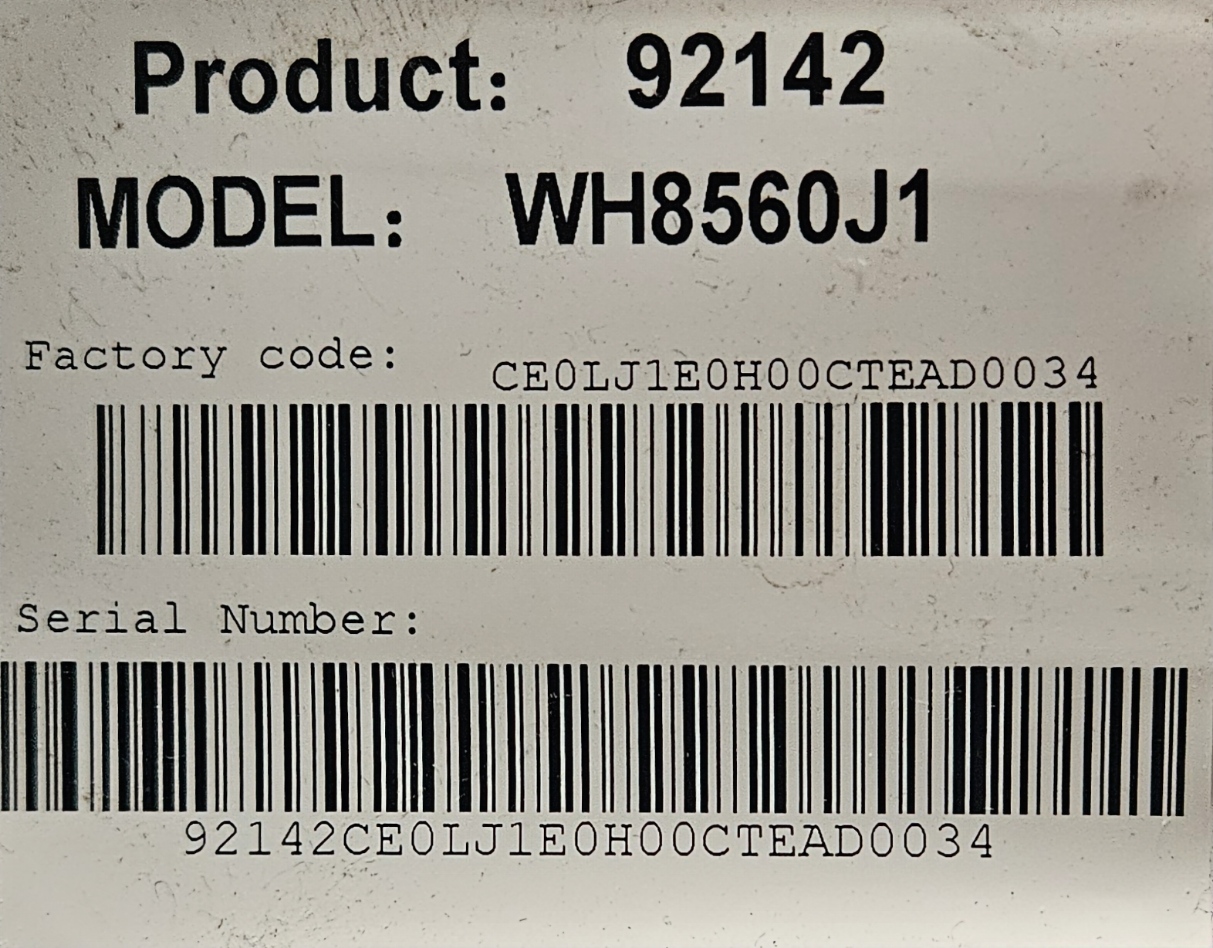 Product: 92142
MODEL: WH8560J1
Factory code: CE0LJ1E0H00CTEAD0034
Serial Number:
92142CE0LJ1E0H00CTEAD0034